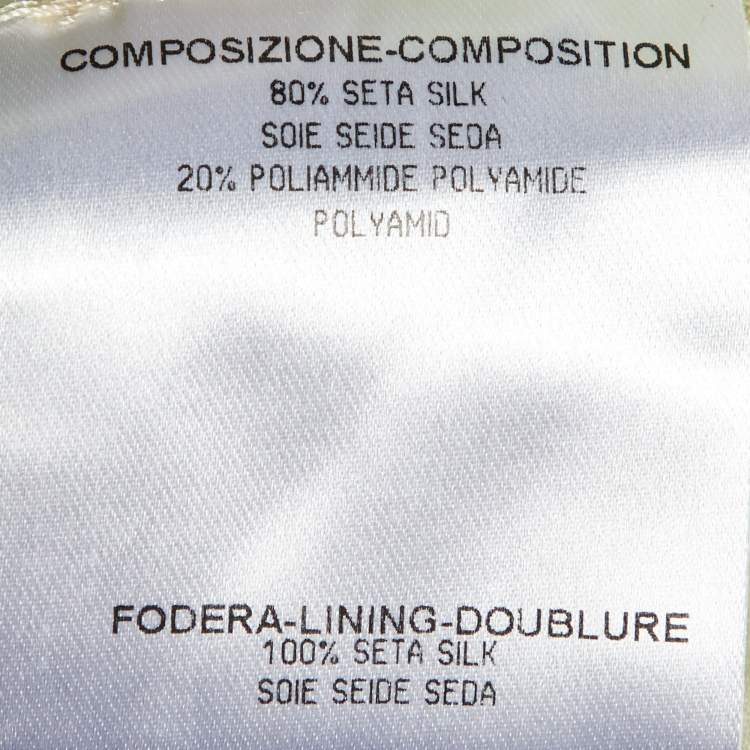 COMPOSIZIONE-COMPOSITION
80% SETA SILK
SOIE SEIDE SEDA
20% POLIAMMIDE POLYAMIDE
POLYAMID
FODERA-LINING-DOUBLURE
100% SETA SILK
SOIE SEIDE SEDA